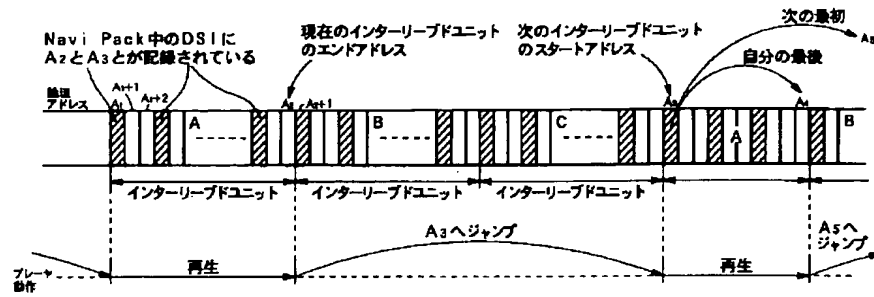 Navi Pack中のDSIに
A2とA3とが記録されている
現在のインターリーブドユニット
のエンドアドレス
次のインターリーブドユニット
のスタートアドレス
次の最初
A5
自分の最後
論理
アドレス
A1
A1+1
A1+2
A2
A2+1
A3
A4
A
B
C
A
B
インターリーブドユニット
インターリーブドユニット
インターリーブドユニット
A3へジャンプ
A5へ
ジャンプ
プレーヤ
動作
再生
再生